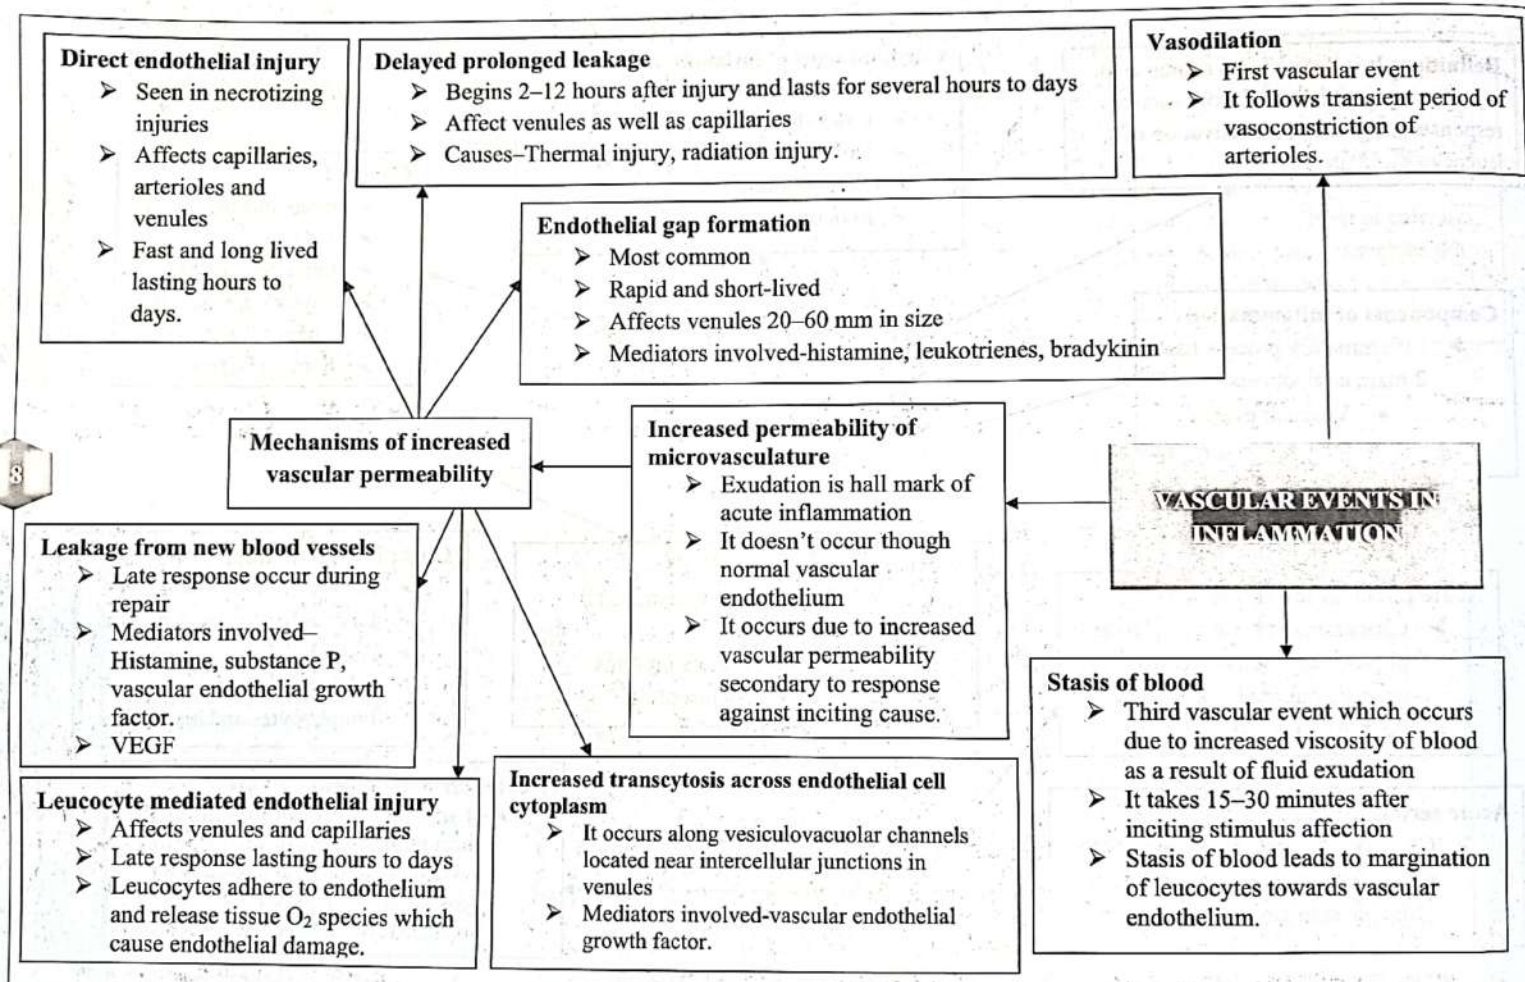 Direct endothelial injury
➢ Seen in necrotizing
injuries
➢ Affects capillaries,
arterioles and
venules
➢ Fast and long lived
lasting hours to
days.
Delayed prolonged leakage
➢ Begins 2–12 hours after injury and lasts for several hours to days
➢ Affect venules as well as capillaries
➢ Causes–Thermal injury, radiation injury.
Vasodilation
➢ First vascular event
➢ It follows transient period of
vasoconstriction of
arterioles.
Endothelial gap formation
➢ Most common
➢ Rapid and short-lived
➢ Affects venules 20–60 mm in size
➢ Mediators involved-histamine, leukotrienes, bradykinin
Mechanisms of increased
vascular permeability
Increased permeability of
microvasculature
➢ Exudation is hall mark of
acute inflammation
➢ It doesn't occur though
normal vascular
endothelium
➢ It occurs due to increased
vascular permeability
secondary to response
against inciting cause.
VASCULAR EVENTS IN
INFLAMMATION
8
Leakage from new blood vessels
➢ Late response occur during
repair
➢ Mediators involved–
Histamine, substance P,
vascular endothelial growth
factor.
➢ VEGF
Stasis of blood
➢ Third vascular event which occurs
due to increased viscosity of blood
as a result of fluid exudation
➢ It takes 15–30 minutes after
inciting stimulus affection
➢ Stasis of blood leads to margination
of leucocytes towards vascular
endothelium.
Leucocyte mediated endothelial injury
➢ Affects venules and capillaries
➢ Late response lasting hours to days
➢ Leucocytes adhere to endothelium
and release tissue O₂ species which
cause endothelial damage.
Increased transcytosis across endothelial cell
cytoplasm
➢ It occurs along vesiculovacuolar channels
located near intercellular junctions in
venules
➢ Mediators involved-vascular endothelial
growth factor.